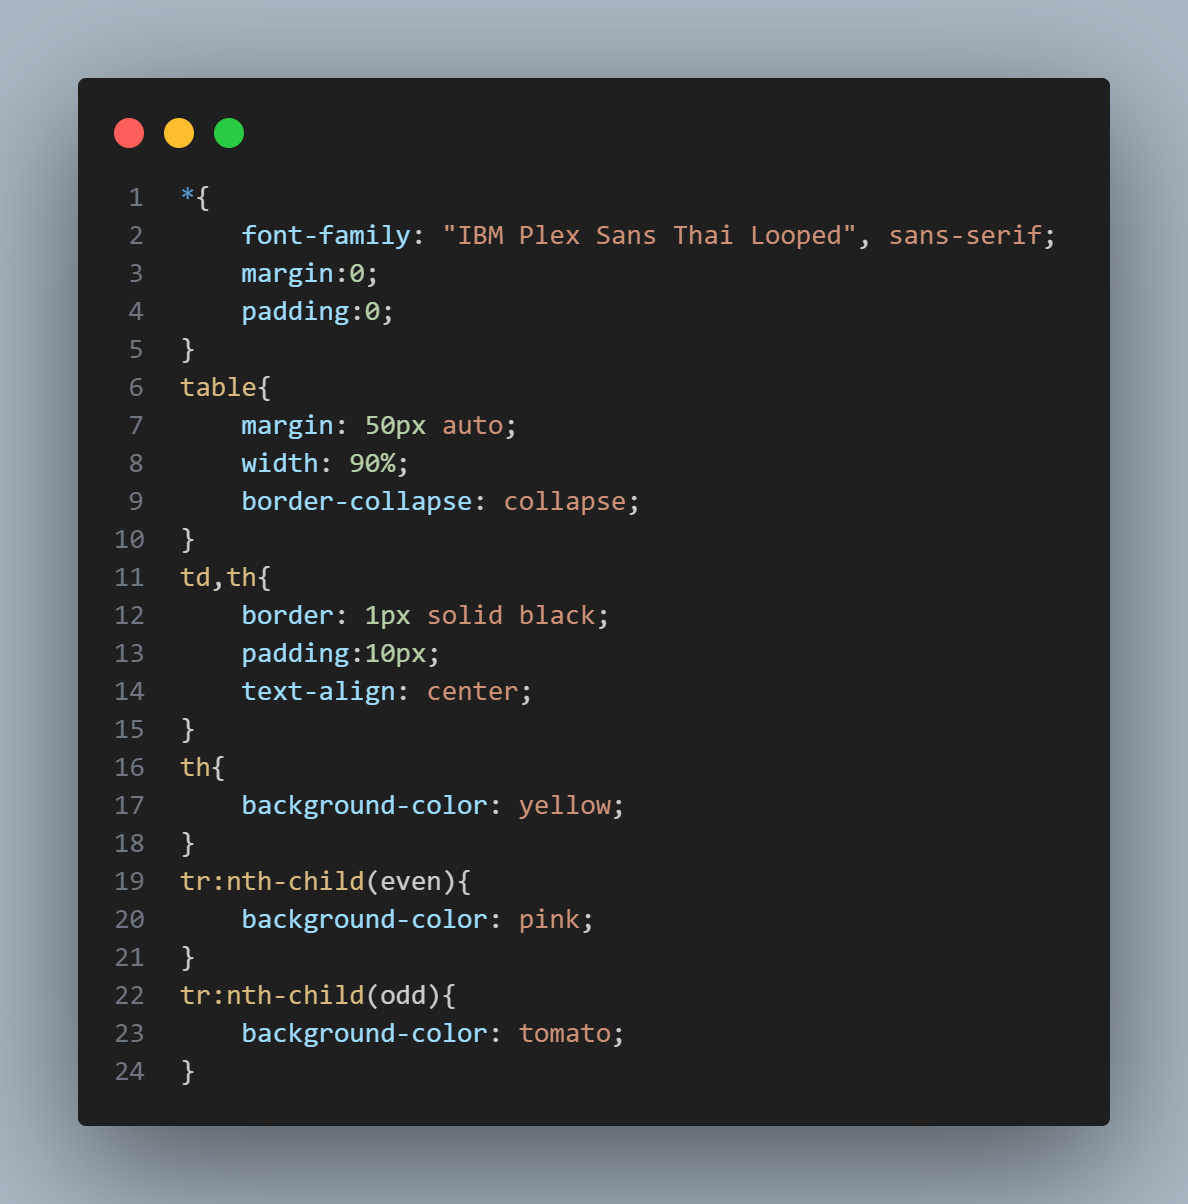 1 *{
2     font-family: "IBM Plex Sans Thai Looped", sans-serif;
3     margin:0;
4     padding:0;
5 }
6 table{
7     margin: 50px auto;
8     width: 90%;
9     border-collapse: collapse;
10 }
11 td,th{
12     border: 1px solid black;
13     padding:10px;
14     text-align: center;
15 }
16 th{
17     background-color: yellow;
18 }
19 tr:nth-child(even){
20     background-color: pink;
21 }
22 tr:nth-child(odd){
23     background-color: tomato;
24 }